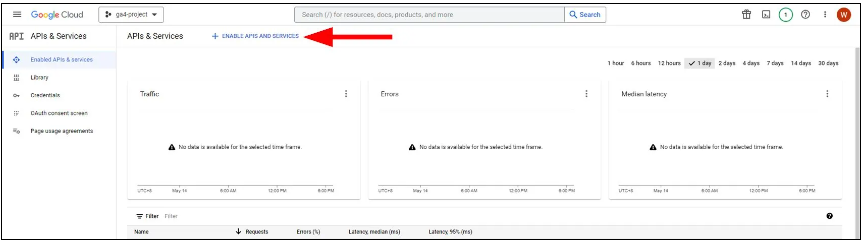 Google Cloud
ga4-project
Search (/) for resources, docs, products, and more
Search
1
W
API APIs & Services
APIs & Services
+ ENABLE APIS AND SERVICES
Enabled APIs & services
Library
Credentials
OAuth consent screen
Page usage agreements
1 hour 6 hours 12 hours 1 day 2 days 4 days 7 days 14 days 30 days
Traffic
No data is available for the selected time frame.
UTC+8 May 14 6:00 AM 12:00 PM 6:00 PM
Errors
No data is available for the selected time frame.
UTC+8 May 14 6:00 AM 12:00 PM 6:00 PM
Median latency
No data is available for the selected time frame.
UTC+8 May 14 6:00 AM 12:00 PM 6:00 PM
Filter Filter
Name Requests Errors (%) Latency, median (ms) Latency, 95% (ms)